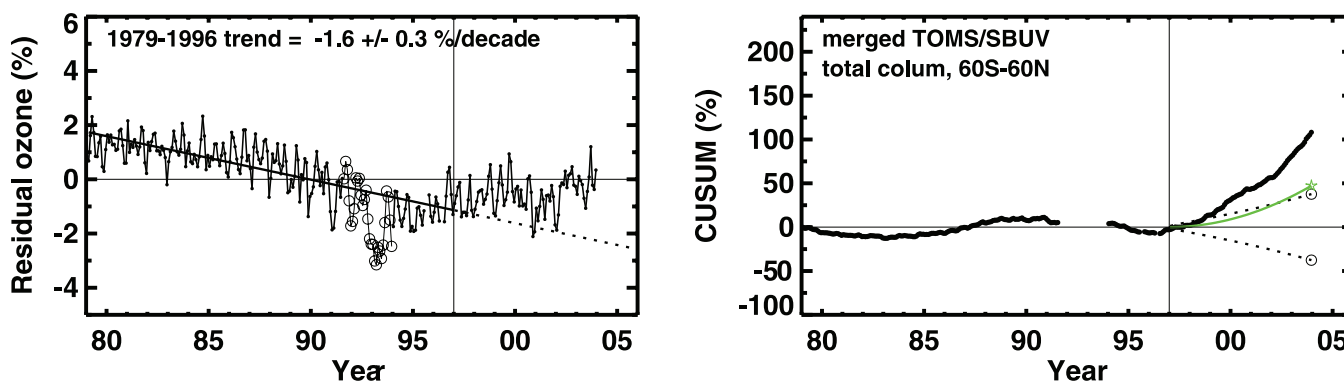 1979-1996 trend = -1.6 +/- 0.3 %/decade
Residual ozone (%)
6
4
2
0
-2
-4
80 85 90 95 00 05
Year
merged TOMS/SBUV
total colum, 60S-60N
CUSUM (%)
200
150
100
50
0
-50
-100
80 85 90 95 00 05
Year